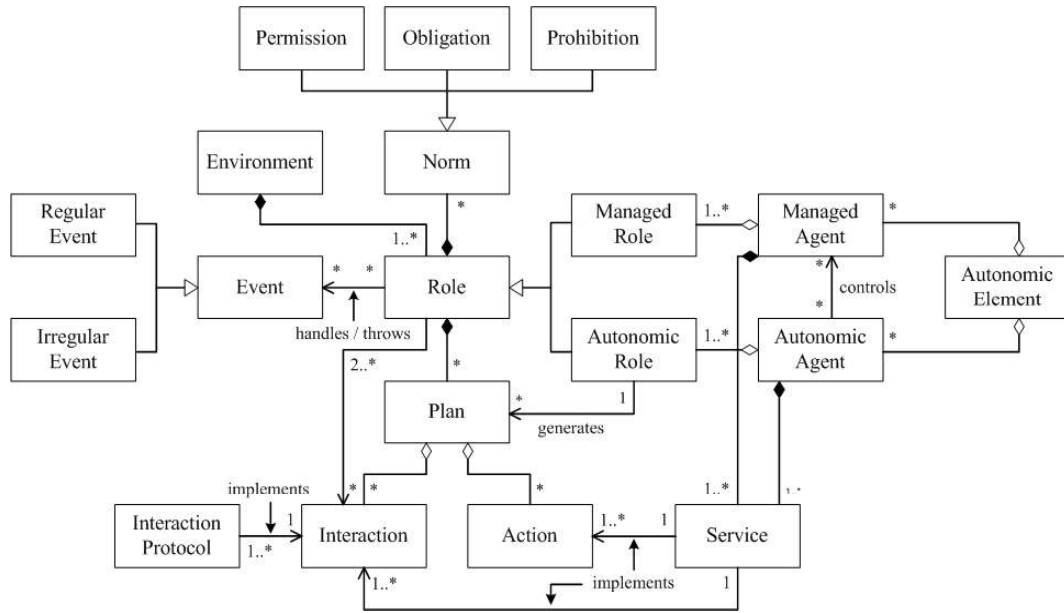 Permission
Obligation
Prohibition
Environment
Norm
Regular
Event
*
1..*
Managed
Role
1..*
Managed
Agent
*
Event
*
*
Role
*
controls
Autonomic
Element
handles / throws
*
Irregular
Event
2..*
*
Autonomic
Role
1..*
Autonomic
Agent
*
Plan
*
1
generates
implements
*
*
*
1..*
Interaction
Protocol
1
1..*
Interaction
Action
1..*
1
Service
1..*
implements
1